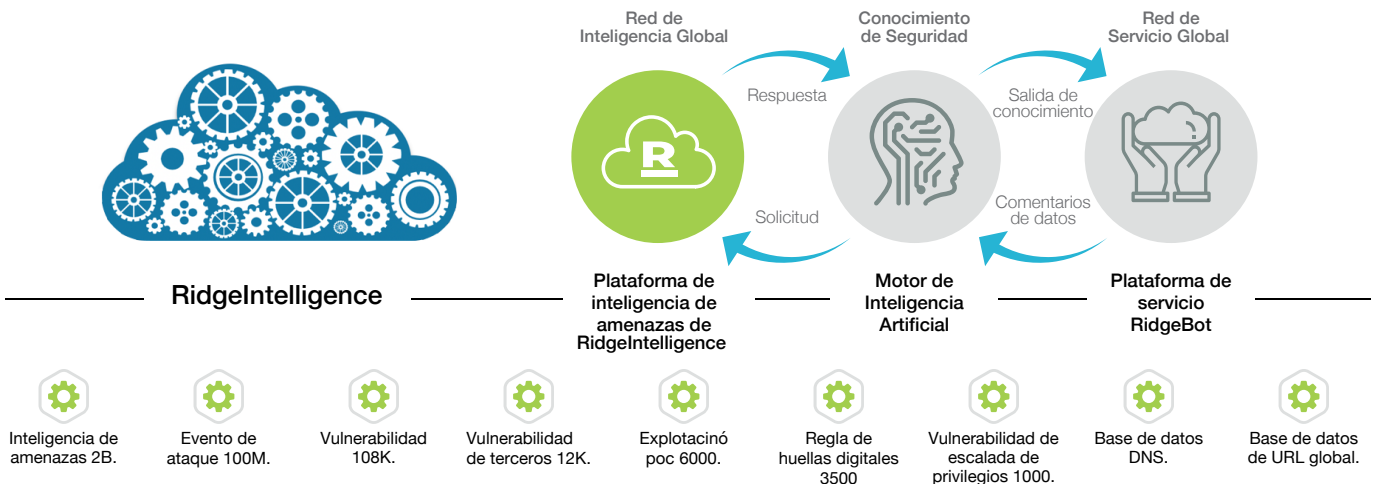 Red de
Inteligencia Global
Conocimiento
de Seguridad
Red de
Servicio Global
Respuesta
Salida de
conocimiento
R
Solicitud
Comentarios
de datos
RidgeIntelligence
Plataforma de
inteligencia de
amenazas de
RidgeIntelligence
Motor de
Inteligencia
Artificial
Plataforma de
servicio
RidgeBot
Inteligencia de
amenazas 2B.
Evento de
ataque 100M.
Vulnerabilidad
108K.
Vulnerabilidad
de terceros 12K.
Explotacinó
poc 6000.
Regla de
huellas digitales
3500
Vulnerabilidad de
escalada de
privilegios 1000.
Base de datos
DNS.
Base de datos
de URL global.